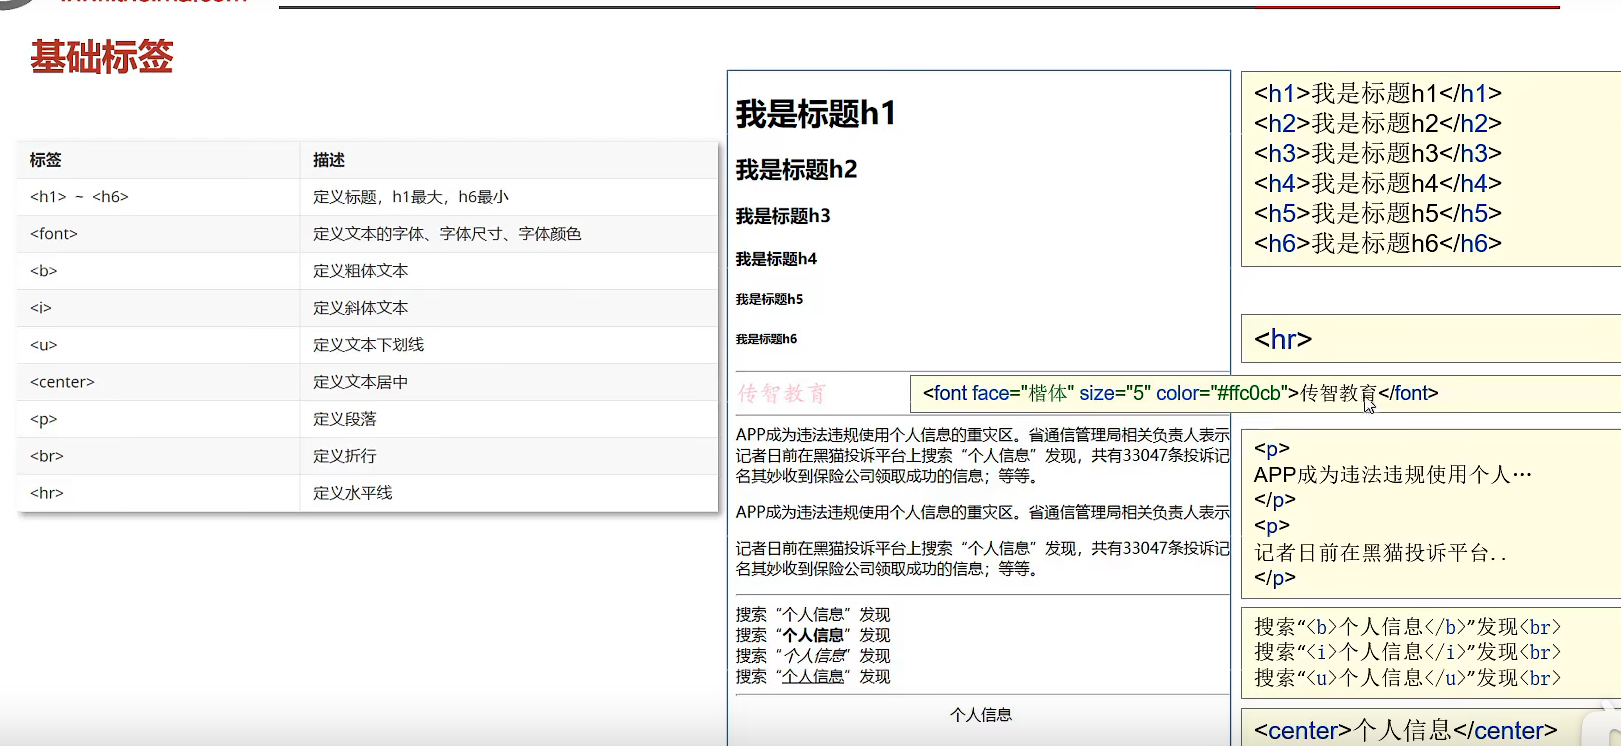 基础标签
标签 描述
<h1> ~ <h6> 定义标题，h1最大，h6最小
<font> 定义文本的字体、字体尺寸、字体颜色
<b> 定义粗体文本
<i> 定义斜体文本
<u> 定义文本下划线
<center> 定义文本居中
<p> 定义段落
<br> 定义折行
<hr> 定义水平线
我是标题h1
我是标题h2
我是标题h3
我是标题h4
我是标题h5
我是标题h6
传智教育
APP成为违法违规使用个人信息的重灾区。省通信管理局相关负责人表示
记者日前在黑猫投诉平台上搜索“个人信息”发现，共有33047条投诉记
名其妙收到保险公司领取成功的信息；等等。
APP成为违法违规使用个人信息的重灾区。省通信管理局相关负责人表示
记者日前在黑猫投诉平台上搜索“个人信息”发现，共有33047条投诉记
名其妙收到保险公司领取成功的信息；等等。
搜索“个人信息”发现
搜索“个人信息”发现
搜索“个人信息”发现
搜索“个人信息”发现
个人信息
<h1>我是标题h1</h1>
<h2>我是标题h2</h2>
<h3>我是标题h3</h3>
<h4>我是标题h4</h4>
<h5>我是标题h5</h5>
<h6>我是标题h6</h6>
<hr>
<font face="楷体" size="5" color="#ffc0cb">传智教育</font>
<p>
APP成为违法违规使用个人…
</p>
<p>
记者日前在黑猫投诉平台..
</p>
搜索“<b>个人信息</b>”发现<br>
搜索“<i>个人信息</i>”发现<br>
搜索“<u>个人信息</u>”发现<br>
<center>个人信息</center>